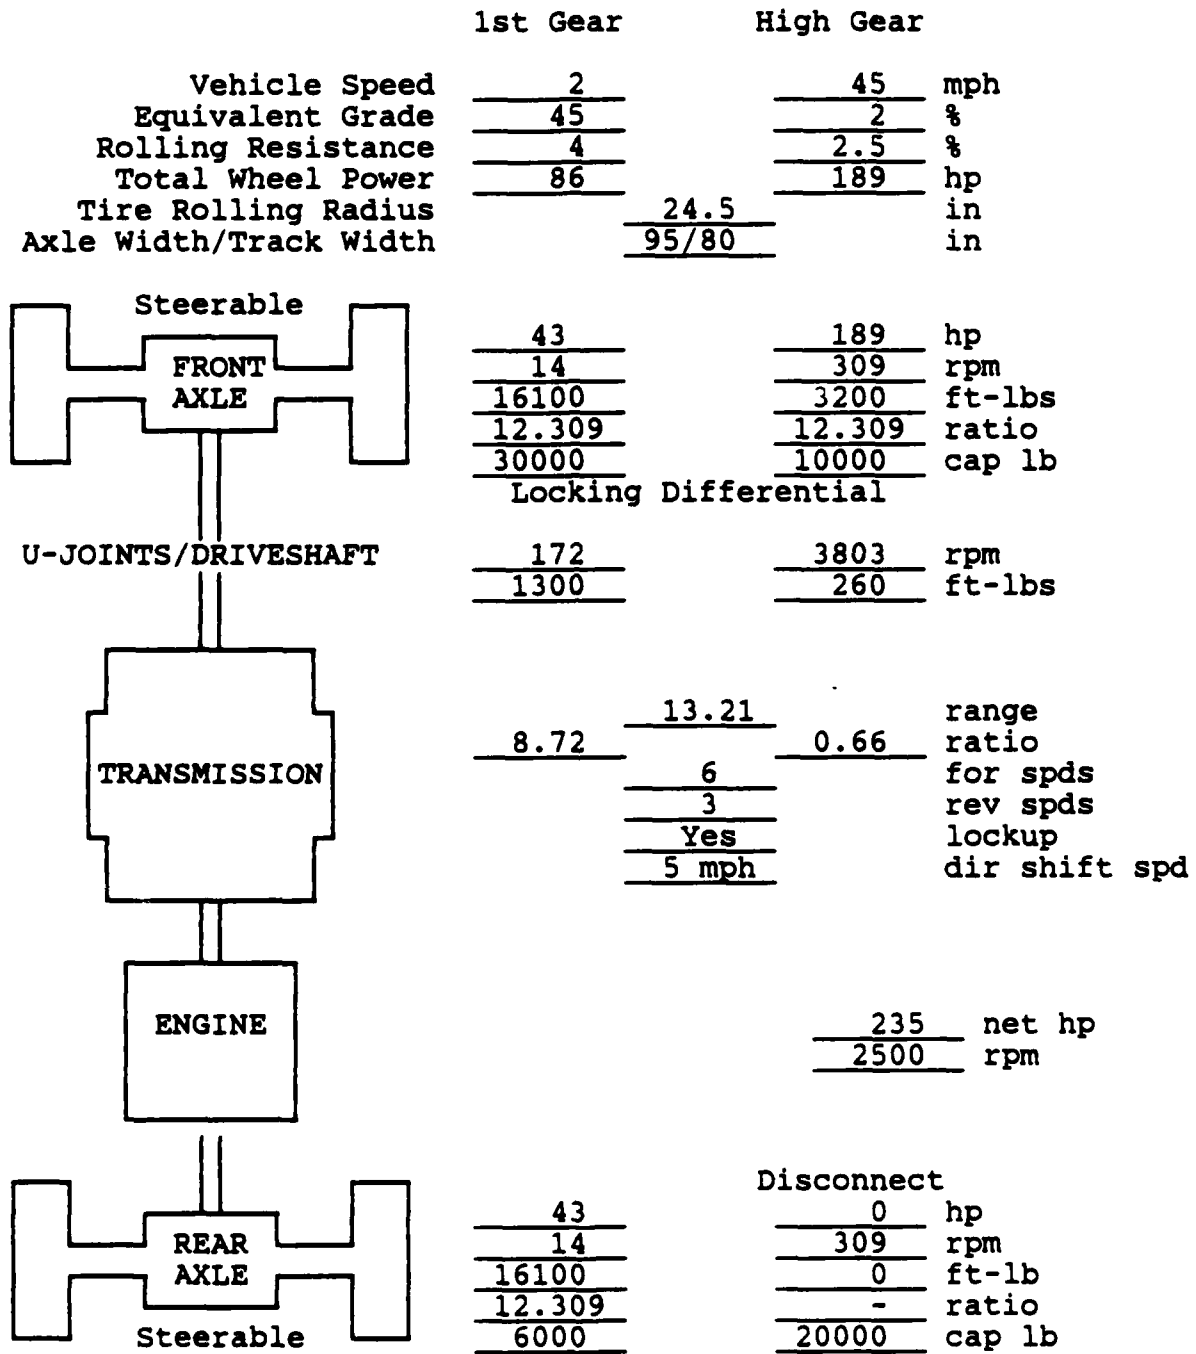 1st Gear High Gear
Vehicle Speed 2 45 mph
Equivalent Grade 45 2 %
Rolling Resistance 4 2.5 %
Total Wheel Power 86 189 hp
Tire Rolling Radius 24.5 in
Axle Width/Track Width 95/80 in
Steerable
43 189 hp
FRONT 14 309 rpm
AXLE 16100 3200 ft-lbs
12.309 12.309 ratio
30000 10000 cap lb
Locking Differential
U-JOINTS/DRIVESHAFT 172 3803 rpm
1300 260 ft-lbs
13.21 range
8.72 0.66 ratio
TRANSMISSION 6 for spds
3 rev spds
Yes lockup
5 mph dir shift spd
ENGINE 235 net hp
2500 rpm
Disconnect
43 0 hp
REAR 14 309 rpm
AXLE 16100 0 ft-lb
12.309 - ratio
Steerable 6000 20000 cap lb